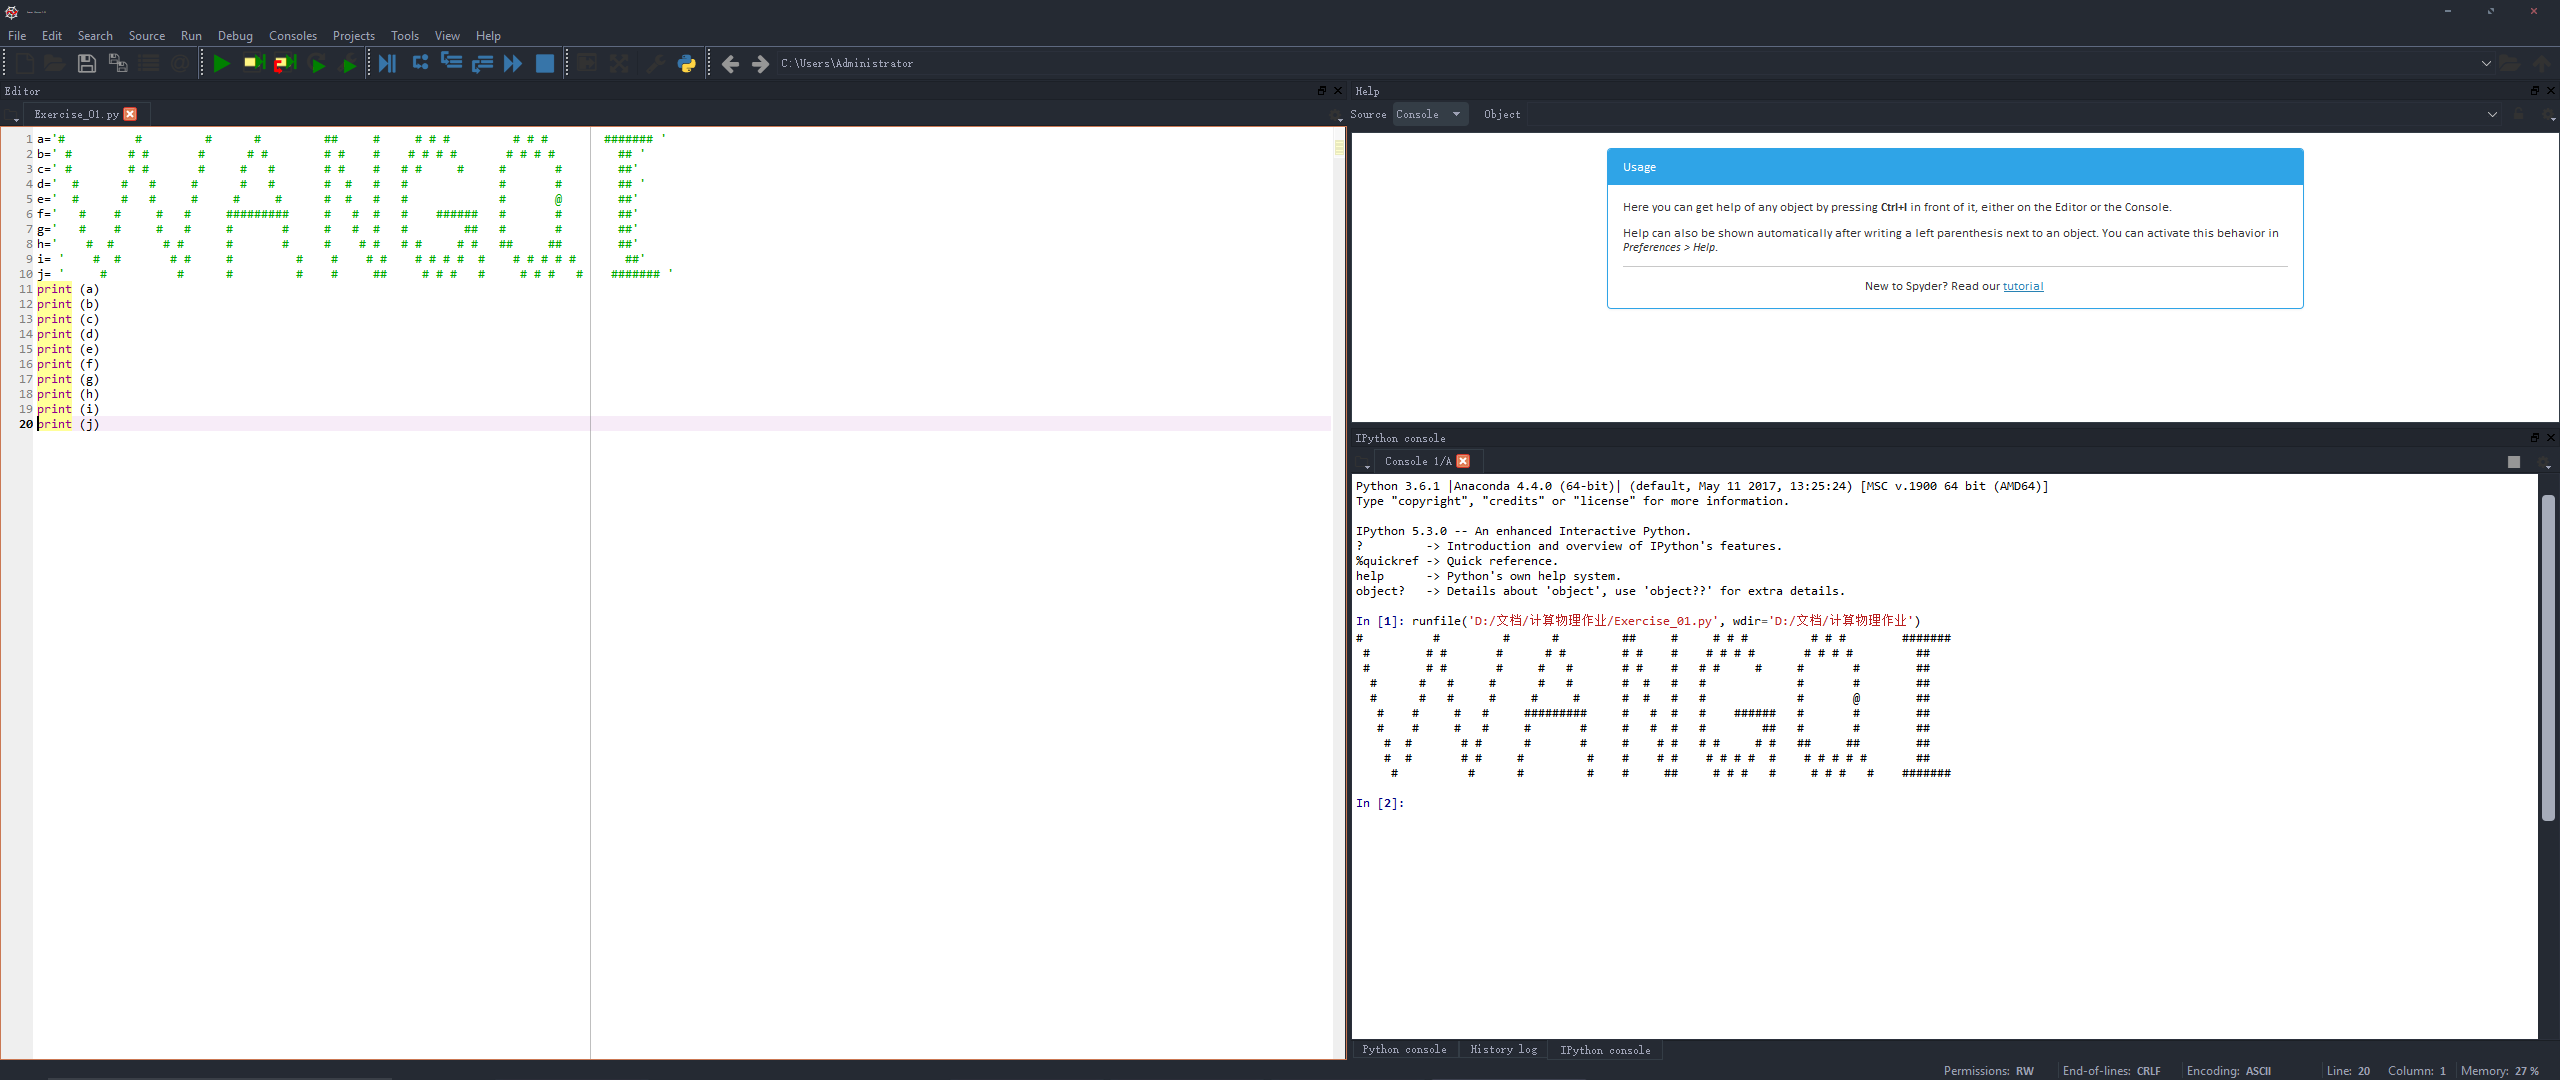 File Edit Search Source Run Debug Consoles Projects Tools View Help
C:\Users\Administrator
Editor
Exercise_01.py
1 a='#          #         #      #         ##     #     # # #         # # #        ####### '
2 b=' #        # #       #      # #        # #    #    # # # #       # # # #         ## '
3 c=' #        # #       #     #   #       # #    #   # #     #     #       #        ##'
4 d='  #      #   #     #      #   #       #  #   #   #             #       #        ## '
5 e='  #      #   #     #     #     #      #  #   #   #             #       @        ##'
6 f='   #    #     #   #     #########     #   #  #   #    ######   #       #        ##'
7 g='   #    #     #   #     #       #     #   #  #   #        ##   #       #        ##'
8 h='    #  #       # #      #       #     #    # #   # #     # #   ##     ##        ##'
9 i= '    #  #       # #     #         #    #    # #    # # # #  #    # # # # #       ##'
10 j= '     #          #      #         #    #     ##     # # #   #     # # #   #    ####### '
11 print (a)
12 print (b)
13 print (c)
14 print (d)
15 print (e)
16 print (f)
17 print (g)
18 print (h)
19 print (i)
20 print (j)
Help
Source Console Object
Usage
Here you can get help of any object by pressing Ctrl+I in front of it, either on the Editor or the Console.
Help can also be shown automatically after writing a left parenthesis next to an object. You can activate this behavior in
Preferences > Help.
New to Spyder? Read our tutorial
IPython console
Console 1/A
Python 3.6.1 |Anaconda 4.4.0 (64-bit)| (default, May 11 2017, 13:25:24) [MSC v.1900 64 bit (AMD64)]
Type "copyright", "credits" or "license" for more information.
IPython 5.3.0 -- An enhanced Interactive Python.
?         -> Introduction and overview of IPython's features.
%quickref -> Quick reference.
help      -> Python's own help system.
object?   -> Details about 'object', use 'object??' for extra details.
In [1]: runfile('D:/文档/计算物理作业/Exercise_01.py', wdir='D:/文档/计算物理作业')
#          #         #      #         ##     #     # # #         # # #        #######
 #        # #       #      # #        # #    #    # # # #       # # # #         ##
 #        # #       #     #   #       # #    #   # #     #     #       #        ##
  #      #   #     #      #   #       #  #   #   #             #       #        ##
  #      #   #     #     #     #      #  #   #   #             #       @        ##
   #    #     #   #     #########     #   #  #   #    ######   #       #        ##
   #    #     #   #     #       #     #   #  #   #        ##   #       #        ##
    #  #       # #      #       #     #    # #   # #     # #   ##     ##        ##
    #  #       # #     #         #    #    # #    # # # #  #    # # # # #       ##
     #          #      #         #    #     ##     # # #   #     # # #   #    #######
In [2]:
Python console History log IPython console
Permissions: RW End-of-lines: CRLF Encoding: ASCII Line: 20 Column: 1 Memory: 27 %